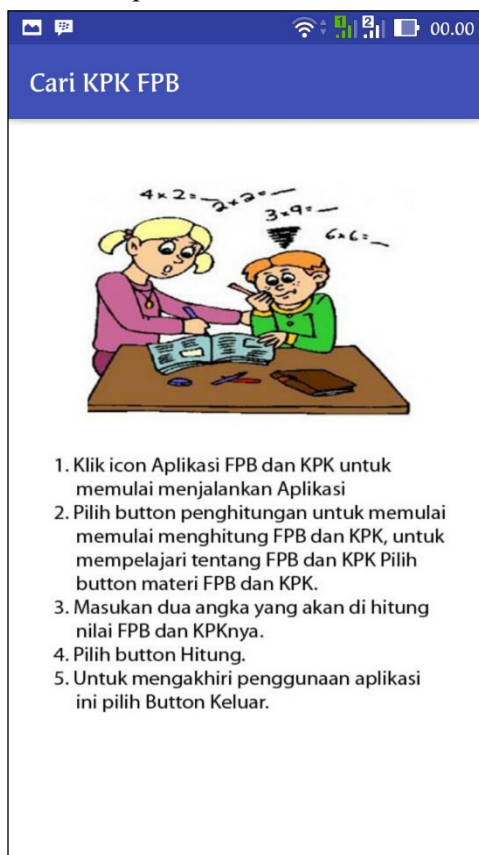 1 2 00.00
Cari KPK FPB
4 x 2 = _ 2 x 2 = _
3 x 9 = _
6 x 6 = _
1. Klik icon Aplikasi FPB dan KPK untuk
memulai menjalankan Aplikasi
2. Pilih button penghitungan untuk memulai
memulai menghitung FPB dan KPK, untuk
mempelajari tentang FPB dan KPK Pilih
button materi FPB dan KPK.
3. Masukan dua angka yang akan di hitung
nilai FPB dan KPKnya.
4. Pilih button Hitung.
5. Untuk mengakhiri penggunaan aplikasi
ini pilih Button Keluar.